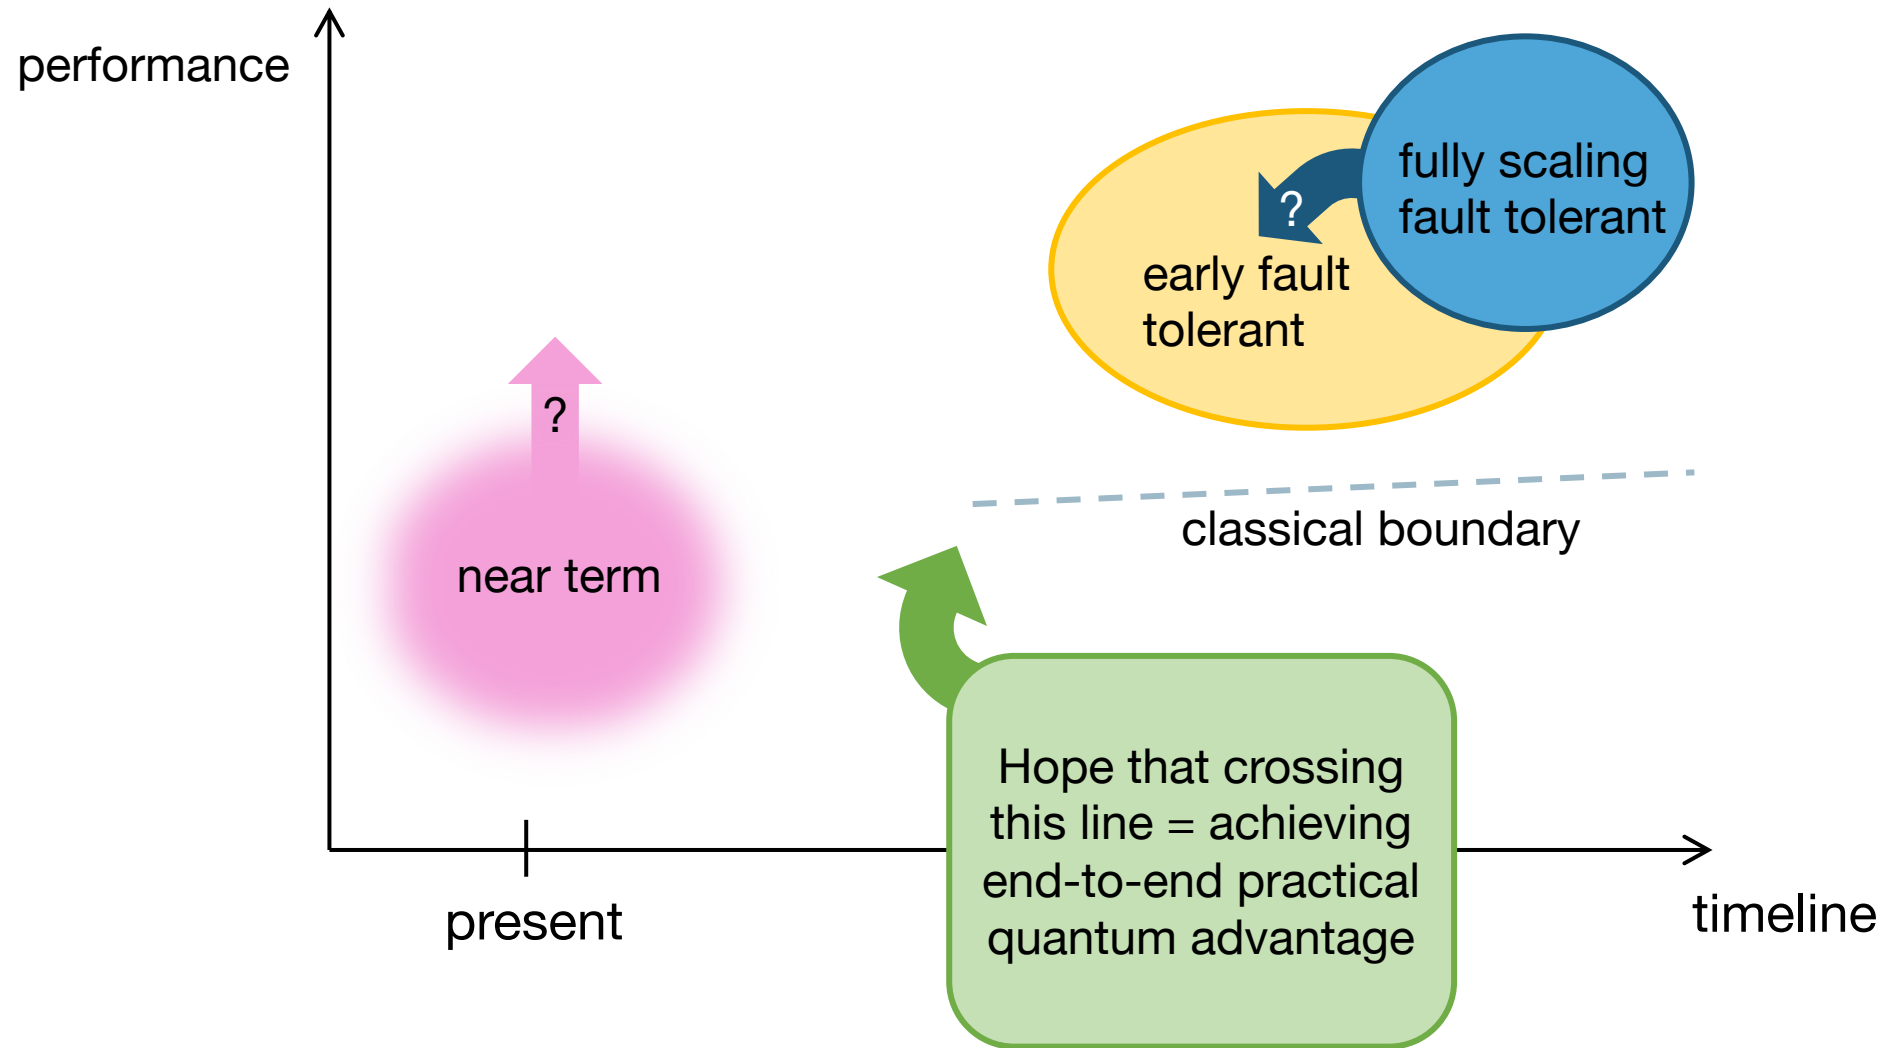 performance
fully scaling
fault tolerant
?
early fault
tolerant
?
near term
classical boundary
Hope that crossing
this line = achieving
end-to-end practical
quantum advantage
present
timeline